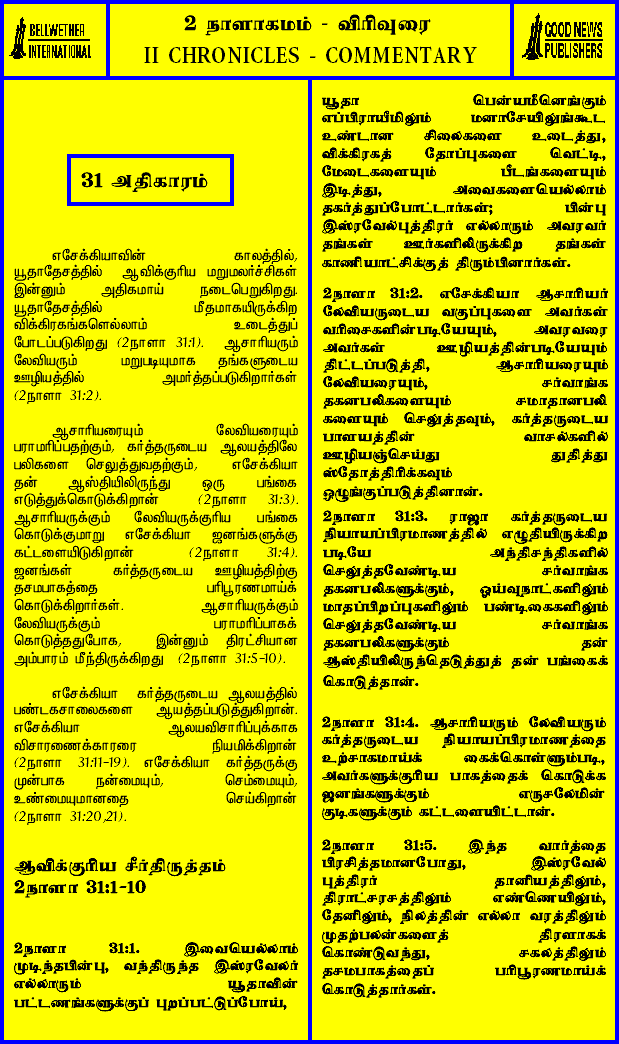 BELLWETHER
INTERNATIONAL
2 நாளாகமம் - விரிவுரை
II CHRONICLES - COMMENTARY
GOOD NEWS
PUBLISHERS
31 அதிகாரம்
எசேக்கியாவின் காலத்தில்,
யூதாதேசத்தில் ஆவிக்குரிய மறுமலர்ச்சிகள்
இன்னும் அதிகமாய் நடைபெறுகிறது.
யூதாதேசத்தில் மீதமாகயிருக்கிற
விக்கிரகங்களெல்லாம் உடைத்துப்
போடப்படுகிறது (2நாளா 31:1). ஆசாரியரும்
லேவியரும் மறுபடியுமாக தங்களுடைய
ஊழியத்தில் அமர்த்தப்படுகிறார்கள்
(2நாளா 31:2).
ஆசாரியரையும் லேவியரையும்
பராமரிப்பதற்கும், கர்த்தருடைய ஆலயத்திலே
பலிகளை செலுத்துவதற்கும், எசேக்கியா
தன் ஆஸ்தியிலிருந்து ஒரு பங்கை
எடுத்துக்கொடுக்கிறான் (2நாளா 31:3).
ஆசாரியருக்கும் லேவியருக்குரிய பங்கை
கொடுக்குமாறு எசேக்கியா ஜனங்களுக்கு
கட்டளையிடுகிறான் (2நாளா 31:4).
ஜனங்கள் கர்த்தருடைய ஊழியத்திற்கு
தசமபாகத்தை பரிபூரணமாய்க்
கொடுக்கிறார்கள். ஆசாரியருக்கும்
லேவியருக்கும் பராமரிப்பாகக்
கொடுத்ததுபோக, இன்னும் திரட்சியான
அம்பாரம் மீந்திருக்கிறது (2நாளா 31:5-10).
எசேக்கியா கர்த்தருடைய ஆலயத்தில்
பண்டகசாலைகளை ஆயத்தப்படுத்துகிறான்.
எசேக்கியா ஆலயவிசாரிப்புக்காக
விசாரணைக்காரரை நியமிக்கிறான்
(2நாளா 31:11-19). எசேக்கியா கர்த்தருக்கு
முன்பாக நன்மையும், செம்மையும்,
உண்மையுமானதை செய்கிறான்
(2நாளா 31:20,21).
ஆவிக்குரிய சீர்திருத்தம்
2நாளா 31:1-10
2நாளா 31:1. இவையெல்லாம்
முடிந்தபின்பு, வந்திருந்த இஸ்ரவேலர்
எல்லாரும் யூதாவின்
பட்டணங்களுக்குப் புறப்பட்டுப்போய்,
யூதா பென்யமீனெங்கும்
எப்பிராயீமிலும் மனாசேயிலுங்கூட
உண்டான சிலைகளை உடைத்து,
விக்கிரகத் தோப்புகளை வெட்டி,
மேடைகளையும் பீடங்களையும்
இடித்து, அவைகளையெல்லாம்
தகர்த்துப்போட்டார்கள்; பின்பு
இஸ்ரவேல்புத்திரர் எல்லாரும் அவரவர்
தங்கள் ஊர்களிலிருக்கிற தங்கள்
காணியாட்சிக்குத் திரும்பினார்கள்.
2நாளா 31:2. எசேக்கியா ஆசாரியர்
லேவியருடைய வகுப்புகளை அவர்கள்
வரிசைகளின்படியேயும், அவரவரை
அவர்கள் ஊழியத்தின்படியேயும்
திட்டப்படுத்தி, ஆசாரியரையும்
லேவியரையும், சர்வாங்க
தகனபலிகளையும் சமாதானபலி
களையும் செலுத்தவும், கர்த்தருடைய
பாளயத்தின் வாசல்களில்
ஊழியஞ்செய்து துதித்து
ஸ்தோத்திரிக்கவும்
ஒழுங்குப்படுத்தினான்.
2நாளா 31:3. ராஜா கர்த்தருடைய
நியாயப்பிரமாணத்தில் எழுதியிருக்கிற
படியே அந்திசந்திகளில்
செலுத்தவேண்டிய சர்வாங்க
தகனபலிகளுக்கும், ஓய்வுநாட்களிலும்
மாதப்பிறப்புகளிலும் பண்டிகைகளிலும்
செலுத்தவேண்டிய சர்வாங்க
தகனபலிகளுக்கும் தன்
ஆஸ்தியிலிருந்தெடுத்துத் தன் பங்கைக்
கொடுத்தான்.
2நாளா 31:4. ஆசாரியரும் லேவியரும்
கர்த்தருடைய நியாயப்பிரமாணத்தை
உற்சாகமாய்க் கைக்கொள்ளும்படி,
அவர்களுக்குரிய பாகத்தைக் கொடுக்க
ஜனங்களுக்கும் எருசலேமின்
குடிகளுக்கும் கட்டளையிட்டான்.
2நாளா 31:5. இந்த வார்த்தை
பிரசித்தமானபோது, இஸ்ரவேல்
புத்திரர் தானியத்திலும்,
திராட்சரசத்திலும் எண்ணெயிலும்,
தேனிலும், நிலத்தின் எல்லா வரத்திலும்
முதற்பலன்களைத் திரளாகக்
கொண்டுவந்து, சகலத்திலும்
தசமபாகத்தைப் பரிபூரணமாய்க்
கொடுத்தார்கள்.